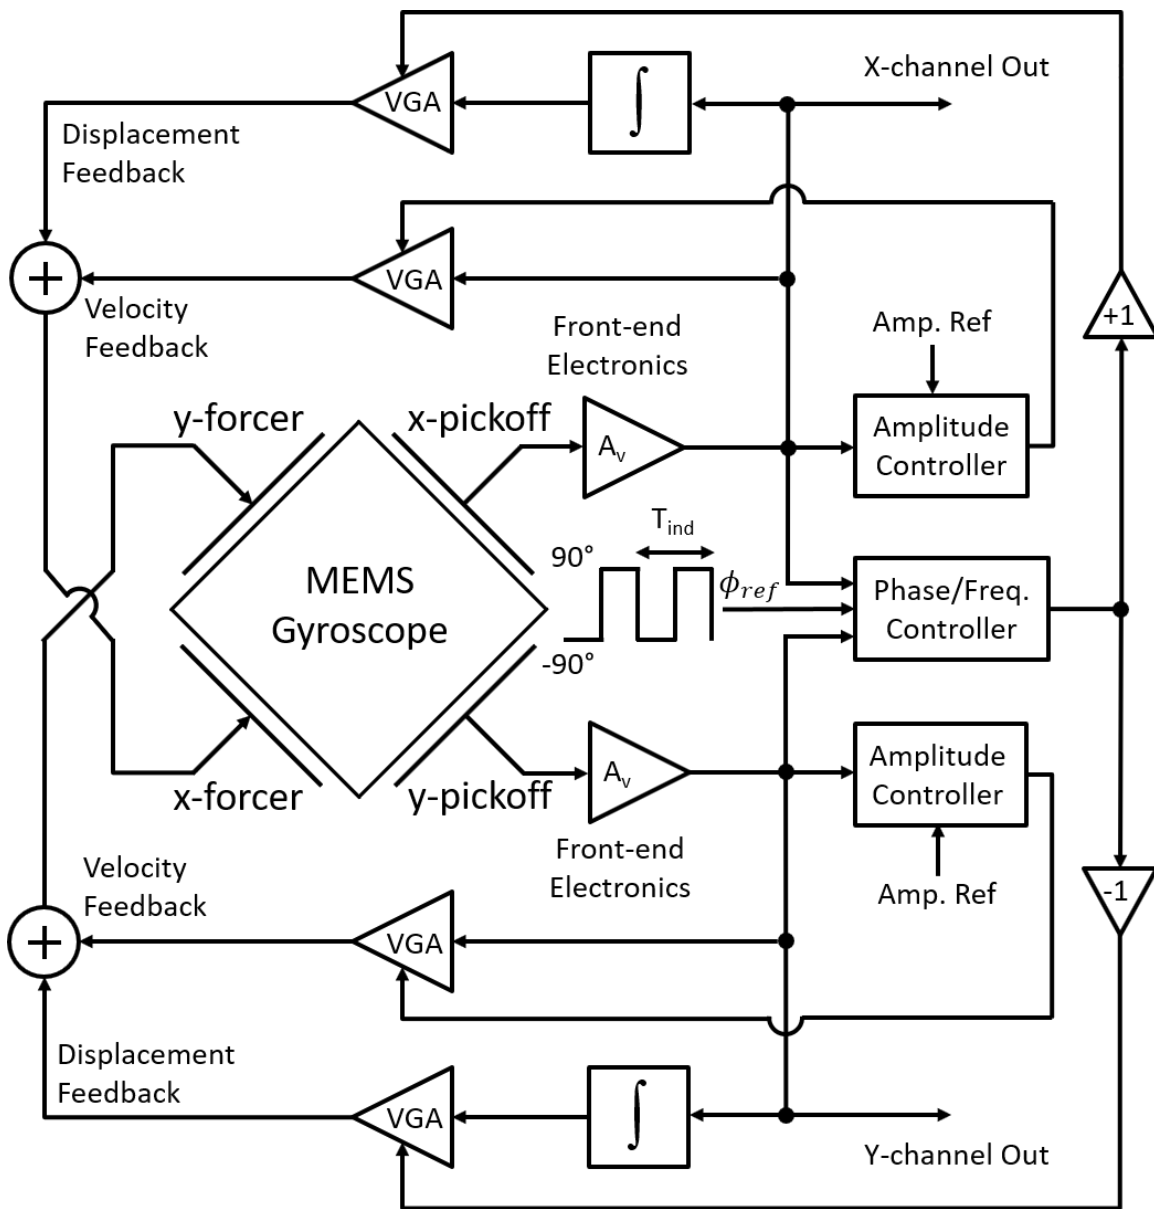 X-channel Out
VGA
∫
Displacement
Feedback
VGA
+
Velocity
Feedback
Front-end
Electronics
Amp. Ref
+1
y-forcer
x-pickoff
A_v
Amplitude
Controller
MEMS
Gyroscope
T_ind
90°
-90°
ϕ_ref
Phase/Freq.
Controller
x-forcer
y-pickoff
A_v
Amplitude
Controller
Front-end
Electronics
Amp. Ref
-1
Velocity
Feedback
+
VGA
Displacement
Feedback
VGA
∫
Y-channel Out